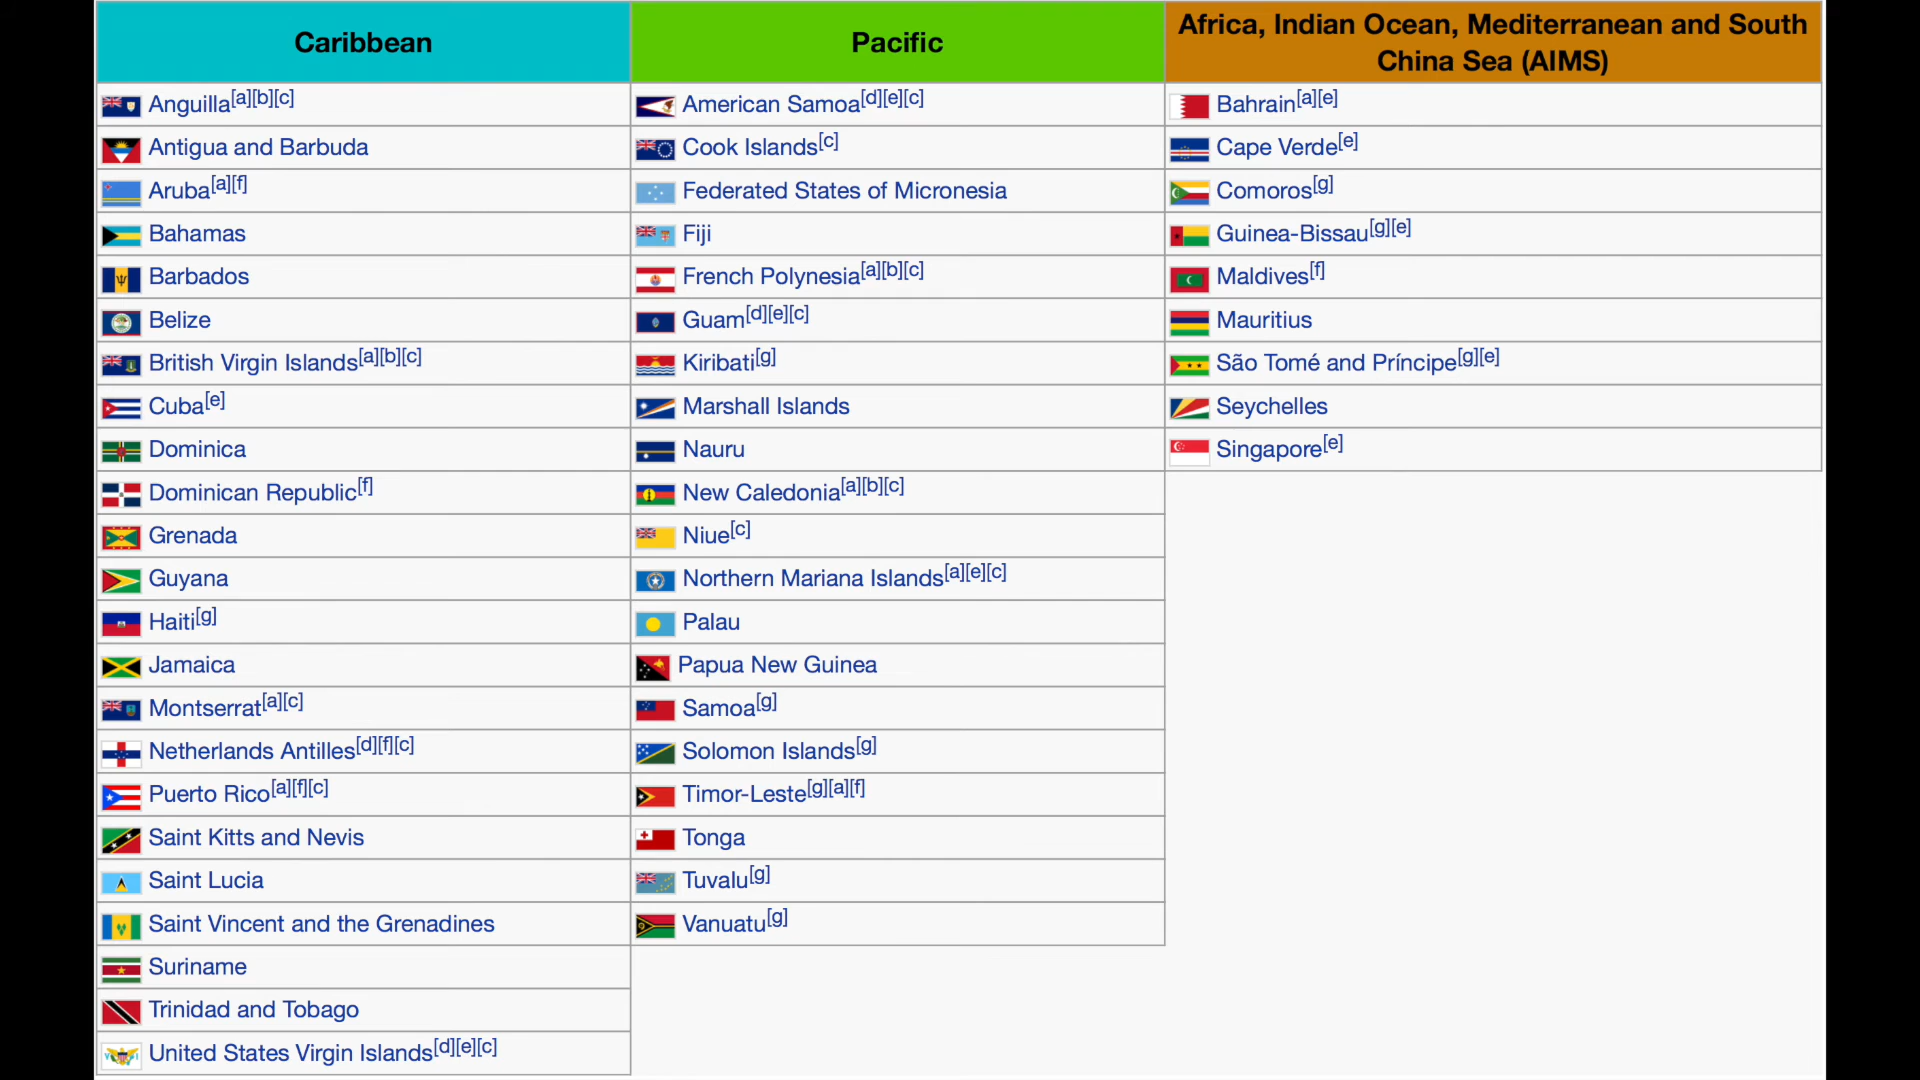 Caribbean
Pacific
Africa, Indian Ocean, Mediterranean and South
China Sea (AIMS)
Anguilla[a][b][c]
American Samoa[d][e][c]
Bahrain[a][e]
Antigua and Barbuda
Cook Islands[c]
Cape Verde[e]
Aruba[a][f]
Federated States of Micronesia
Comoros[g]
Bahamas
Fiji
Guinea-Bissau[g][e]
Barbados
French Polynesia[a][b][c]
Maldives[f]
Belize
Guam[d][e][c]
Mauritius
British Virgin Islands[a][b][c]
Kiribati[g]
São Tomé and Príncipe[g][e]
Cuba[e]
Marshall Islands
Seychelles
Dominica
Nauru
Singapore[e]
Dominican Republic[f]
New Caledonia[a][b][c]
Grenada
Niue[c]
Guyana
Northern Mariana Islands[a][e][c]
Haiti[g]
Palau
Jamaica
Papua New Guinea
Montserrat[a][c]
Samoa[g]
Netherlands Antilles[d][f][c]
Solomon Islands[g]
Puerto Rico[a][f][c]
Timor-Leste[g][a][f]
Saint Kitts and Nevis
Tonga
Saint Lucia
Tuvalu[g]
Saint Vincent and the Grenadines
Vanuatu[g]
Suriname
Trinidad and Tobago
United States Virgin Islands[d][e][c]